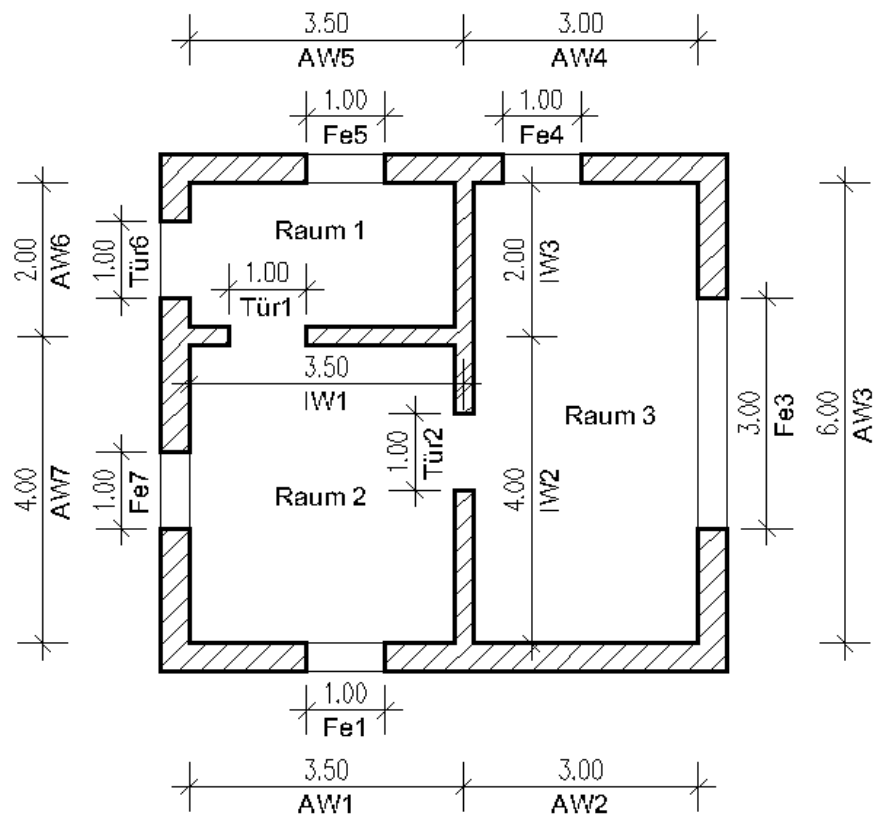 3.50
3.00
AW5
AW4
1.00
1.00
Fe5
Fe4
2.00
AW6
1.00
Tür6
Raum 1
1.00
Tür1
2.00
IW3
3.50
IW1
Raum 3
1.00
Tür2
3.00
Fe3
6.00
AW3
4.00
AW7
1.00
Fe7
Raum 2
4.00
IW2
1.00
Fe1
3.50
3.00
AW1
AW2